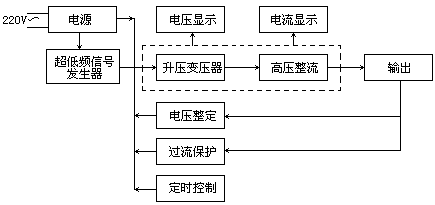 220V
电源
电压显示
电流显示
超低频信号
发生器
升压变压器
高压整流
输出
电压整定
过流保护
定时控制